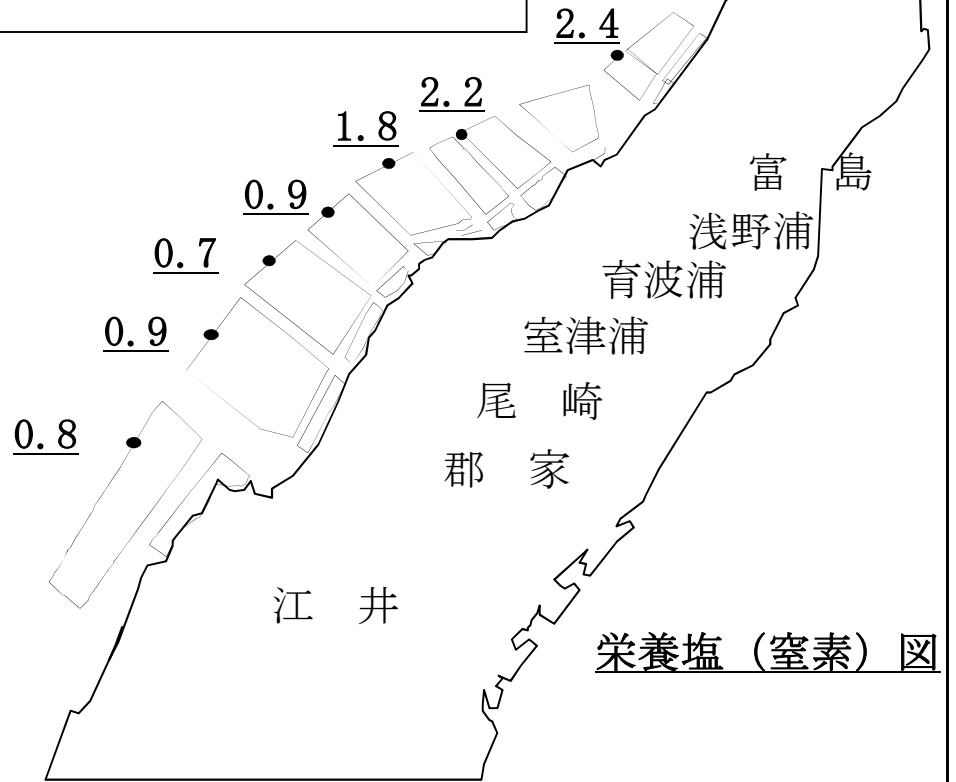 2.4
2.2
1.8
0.9
0.7
0.9
0.8
富　島
浅野浦
育波浦
室津浦
尾　崎
郡　家
江　井
栄養塩（窒素）図